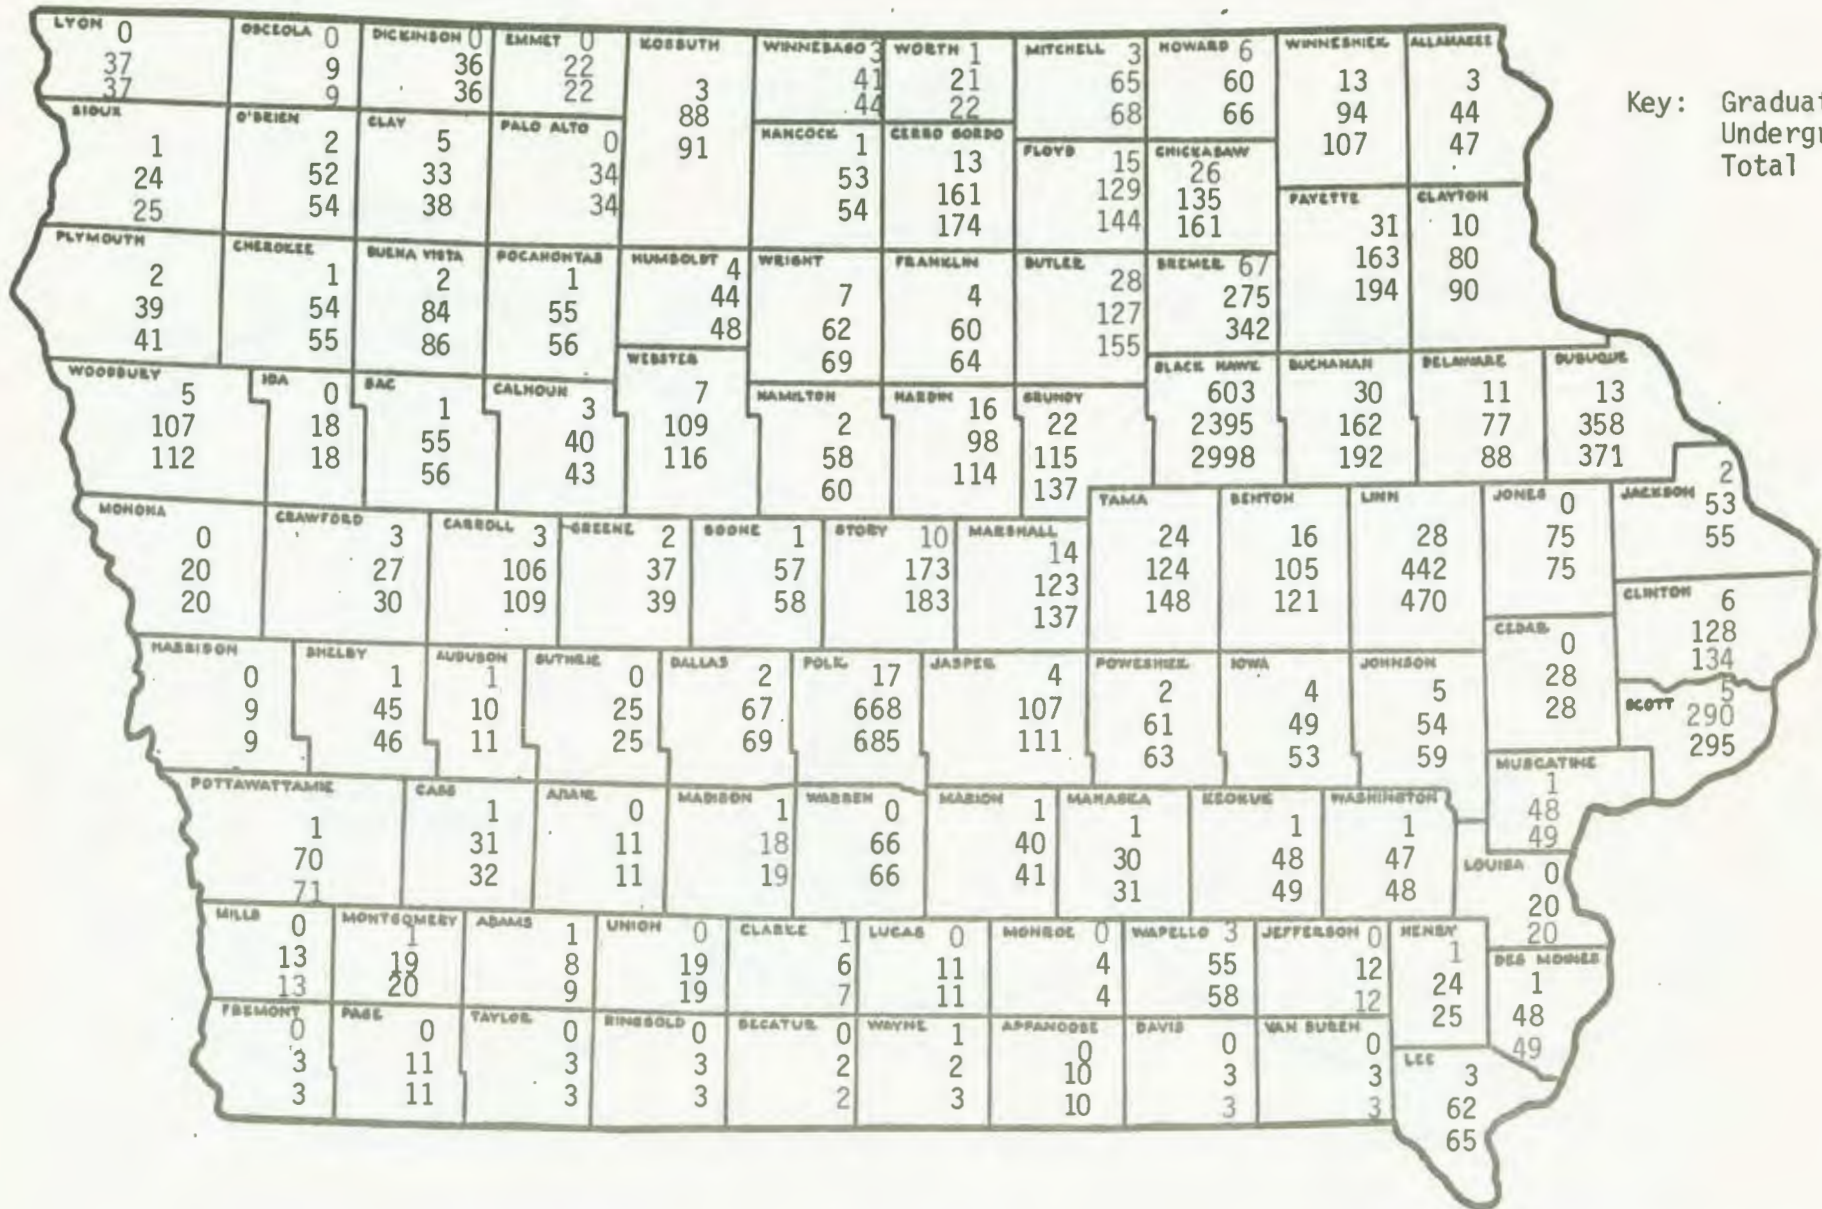 LYON 0
37
37
OSCEOLA 0
9
9
DICKINSON 0
36
36
EMMET 0
22
22
KOSSUTH
3
88
91
WINNEBAGO 3
41
44
WORTH 1
21
22
MITCHELL 3
65
68
HOWARD 6
60
66
WINNESHIEK
13
94
107
ALLAMAKEE
3
44
47
Key: Graduat
Undergr
Total
SIOUX
1
24
25
O'BRIEN
2
52
54
CLAY
5
33
38
PALO ALTO
0
34
34
HANCOCK
1
53
54
CERRO GORDO
13
161
174
FLOYD
15
129
144
CHICKASAW
26
135
161
FAYETTE
31
163
194
CLAYTON
10
80
90
PLYMOUTH
2
39
41
CHEROKEE
1
54
55
BUENA VISTA
2
84
86
POCAHONTAS
1
55
56
HUMBOLDT 4
44
48
WRIGHT
7
62
69
FRANKLIN
4
60
64
BUTLER
28
127
155
BREMER 67
275
342
WOODBURY
5
107
112
IDA
0
18
18
SAC
1
55
56
CALHOUN
3
40
43
WEBSTER
7
109
116
HAMILTON
2
58
60
HARDIN
16
98
114
GRUNDY
22
115
137
BLACK HAWK
603
2395
2998
BUCHANAN
30
162
192
DELAWARE
11
77
88
DUBUQUE
13
358
371
MONONA
0
20
20
CRAWFORD
3
27
30
CARROLL 3
106
109
GREENE 2
37
39
BOONE 1
57
58
STORY 10
173
183
MARSHALL
14
123
137
TAMA
24
124
148
BENTON
16
105
121
LINN
28
442
470
JONES
0
75
75
JACKSON
2
53
55
CLINTON
6
128
134
HARRISON
0
9
9
SHELBY
1
45
46
AUDUBON
1
10
11
GUTHRIE
0
25
25
DALLAS
2
67
69
POLK
17
668
685
JASPER
4
107
111
POWESHIEK
2
61
63
IOWA
4
49
53
JOHNSON
5
54
59
CEDAR
0
28
28
SCOTT
5
290
295
POTTAWATTAMIE
1
70
71
CASS
1
31
32
ADAIR
0
11
11
MADISON
1
18
19
WARREN
0
66
66
MARION
1
40
41
MAHASKA
1
30
31
KEOKUK
1
48
49
WASHINGTON
1
47
48
MUSCATINE
1
48
49
LOUISA
0
20
20
MILLS
0
13
13
MONTGOMERY
1
19
20
ADAMS
1
8
9
UNION
0
19
19
CLARKE
1
6
7
LUCAS
0
11
11
MONROE 0
4
4
WAPELLO 3
55
58
JEFFERSON 0
12
12
HENRY
1
24
25
DES MOINES
1
48
49
FREMONT
0
3
3
PAGE
0
11
11
TAYLOR
0
3
3
RINGGOLD
0
3
3
DECATUR
0
2
2
WAYNE
1
2
3
APPANOOSE
0
10
10
DAVIS
0
3
3
VAN BUREN
0
3
3
LEE
3
62
65